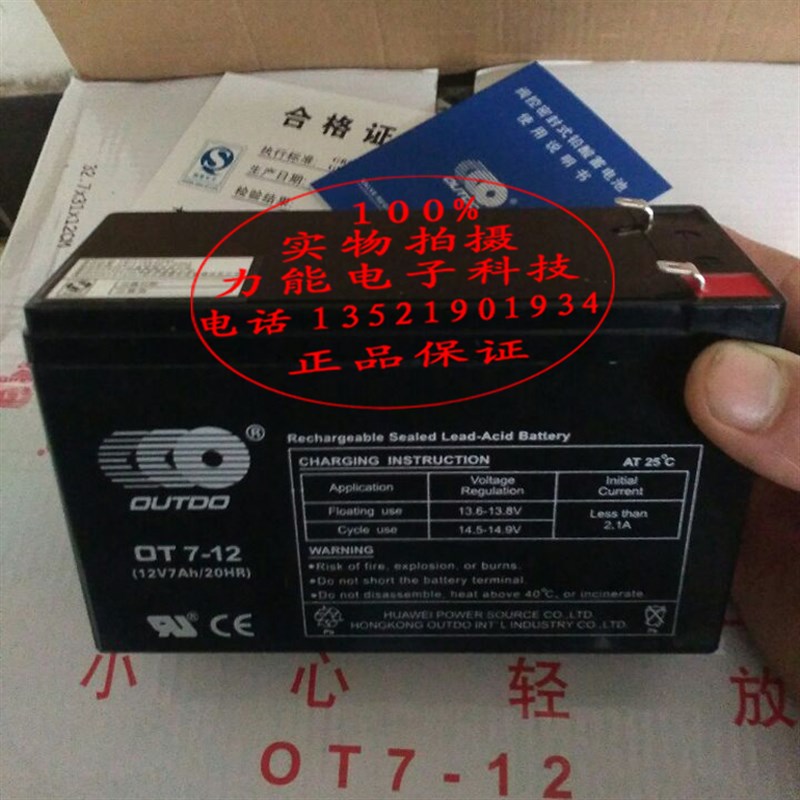 合格证
执行标准:
生产日期:
检验结果:
阀控密封式铅酸蓄电池
使用说明书
OUTDO
32.7X31X12CM
100%
实物拍摄
力能电子科技
电话 13521901934
正品保证
OUTDO
OT 7-12
(12V7Ah/20HR)
Rechargeable Sealed Lead-Acid Battery
CHARGING INSTRUCTION AT 25°C
Application Voltage Regulation Initial Current
Floating use 13.6-13.8V Less than 2.1A
Cycle use 14.5-14.9V
WARNING
•Risk of fire, explosion, or burns.
•Do not short the battery terminal.
•Do not disassemble, heat above 40°C, or incinerate.
HUAWEI POWER SOURCE CO.,LTD.
HONGKONG OUTDO INT'L INDUSTRY CO.,LTD.
小心轻放
OT7-12